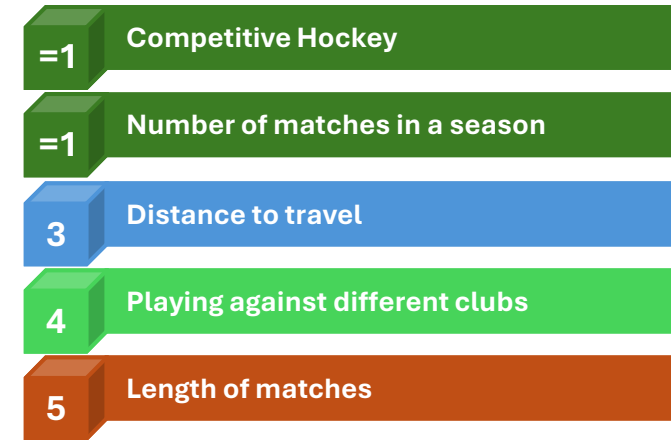 =1 Competitive Hockey
=1 Number of matches in a season
3 Distance to travel
4 Playing against different clubs
5 Length of matches